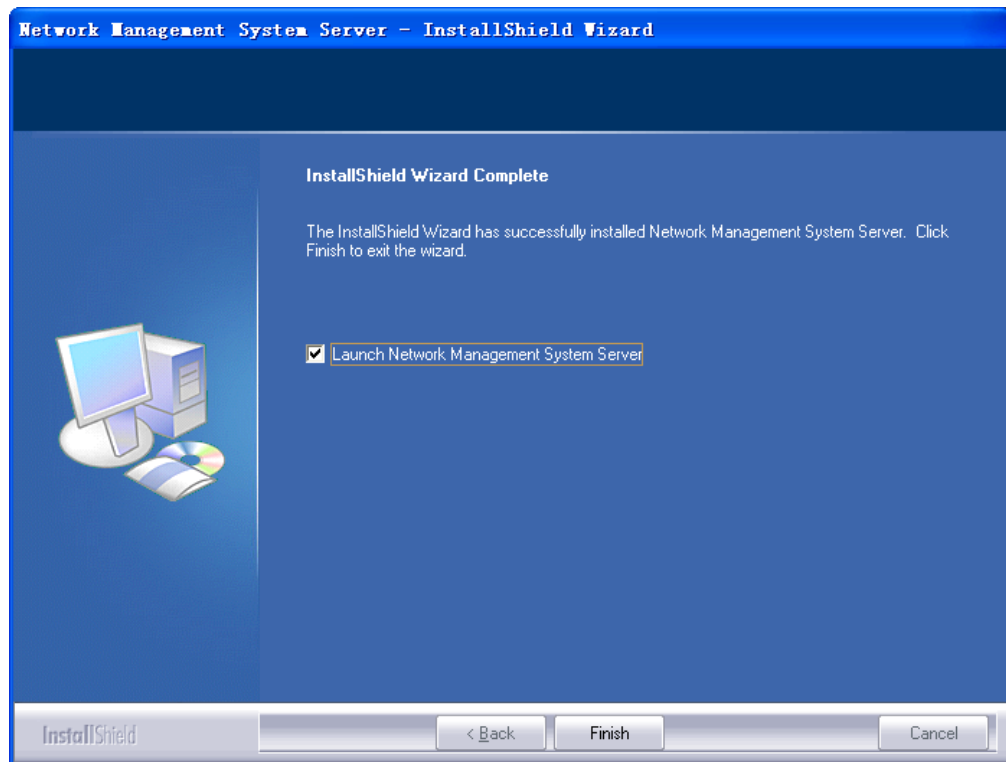 Network Management System Server - InstallShield Wizard
InstallShield Wizard Complete
The InstallShield Wizard has successfully installed Network Management System Server. Click
Finish to exit the wizard.
Launch Network Management System Server
InstallShield
< Back
Finish
Cancel